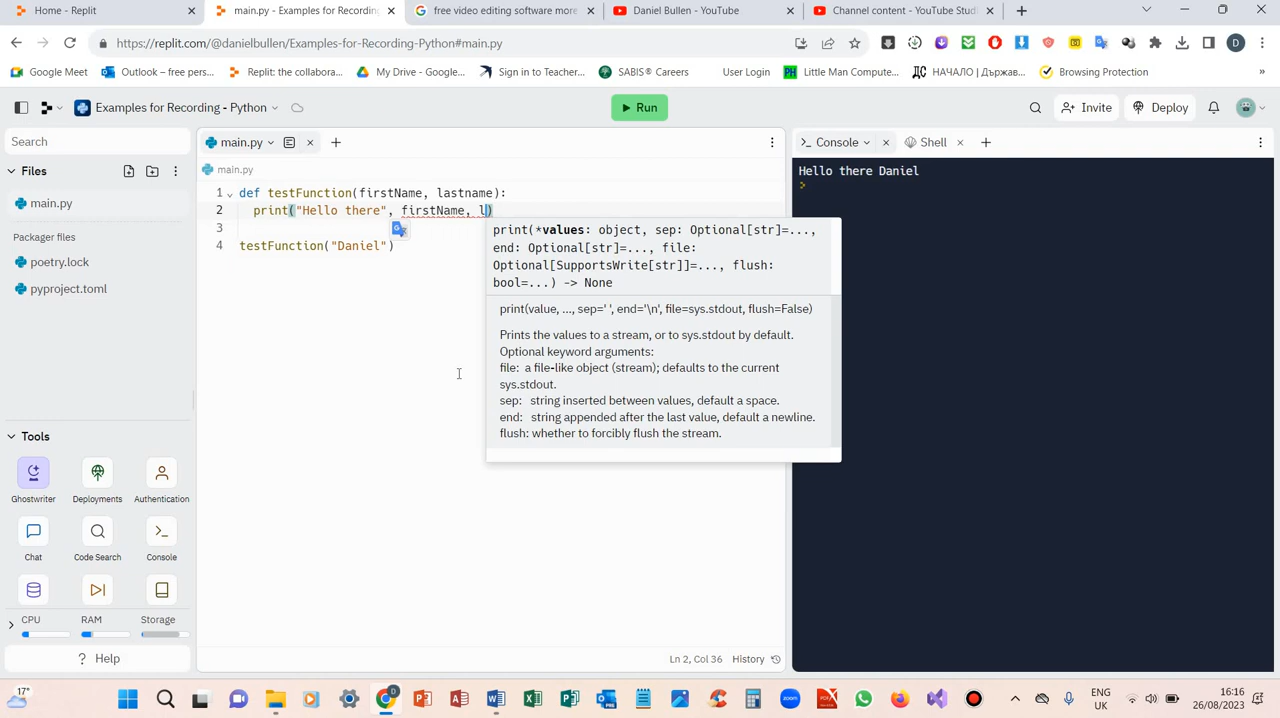 Home - Replit
main.py - Examples for Recording
free video editing software more
Daniel Bullen - YouTube
Channel content - YouTube Studi
https://replit.com/@danielbullen/Examples-for-Recording-Python#main.py
D
Google Meet
Outlook – free pers...
Replit: the collabora...
My Drive - Google...
Sign in to Teacher...
SABIS® Careers
User Login
PH Little Man Compute...
НАЧАЛО | Държав...
Browsing Protection
Examples for Recording - Python
Run
Invite
Deploy
Search
Files
main.py
Packager files
poetry.lock
pyproject.toml
Tools
Ghostwriter
Deployments
Authentication
Chat
Code Search
Console
CPU
RAM
Storage
? Help
main.py
main.py
1 def testFunction(firstName, lastname):
2 print("Hello there", firstName, l)
3
4 testFunction("Daniel")
print(*values: object, sep: Optional[str]=...,
end: Optional[str]=..., file:
Optional[SupportsWrite[str]]=..., flush:
bool=...) -> None
print(value, ..., sep=' ', end='\n', file=sys.stdout, flush=False)
Prints the values to a stream, or to sys.stdout by default.
Optional keyword arguments:
file: a file-like object (stream); defaults to the current
sys.stdout.
sep: string inserted between values, default a space.
end: string appended after the last value, default a newline.
flush: whether to forcibly flush the stream.
Ln 2, Col 36 History
Console
Shell
Hello there Daniel
>
17°
ENG
UK
16:16
26/08/2023